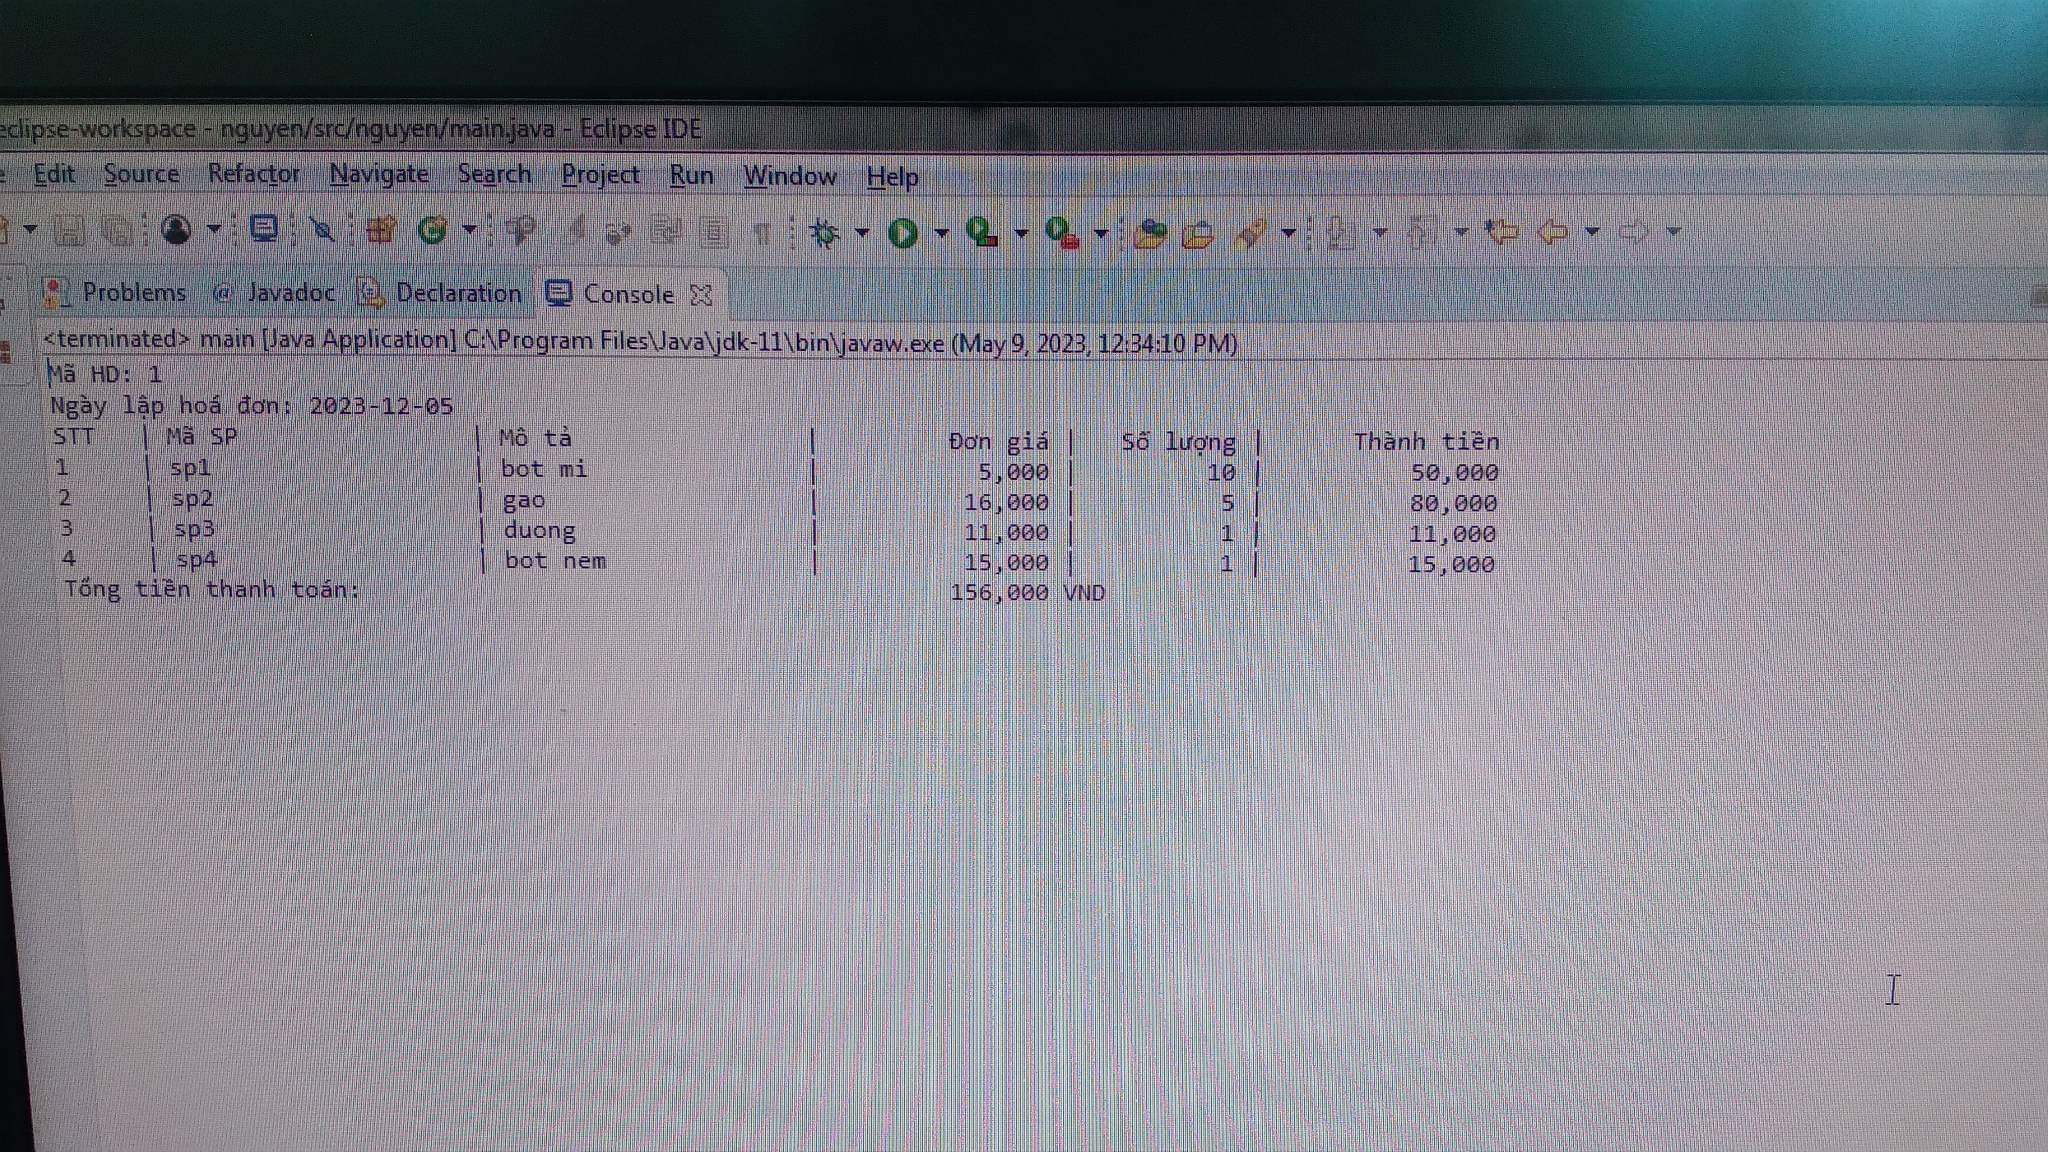 eclipse-workspace - nguyen/src/nguyen/main.java - Eclipse IDE
Edit Source Refactor Navigate Search Project Run Window Help
Problems @ Javadoc Declaration Console
<terminated> main [Java Application] C:\Program Files\Java\jdk-11\bin\javaw.exe (May 9, 2023, 12:34:10 PM)
Mã HD: 1
Ngày lập hoá đơn: 2023-12-05
STT | Mã SP | Mô tả | Đơn giá | Số lượng | Thành tiền
1 | sp1 | bot mi | 5,000 | 10 | 50,000
2 | sp2 | gao | 16,000 | 5 | 80,000
3 | sp3 | duong | 11,000 | 1 | 11,000
4 | sp4 | bot nem | 15,000 | 1 | 15,000
Tổng tiền thanh toán: 156,000 VND